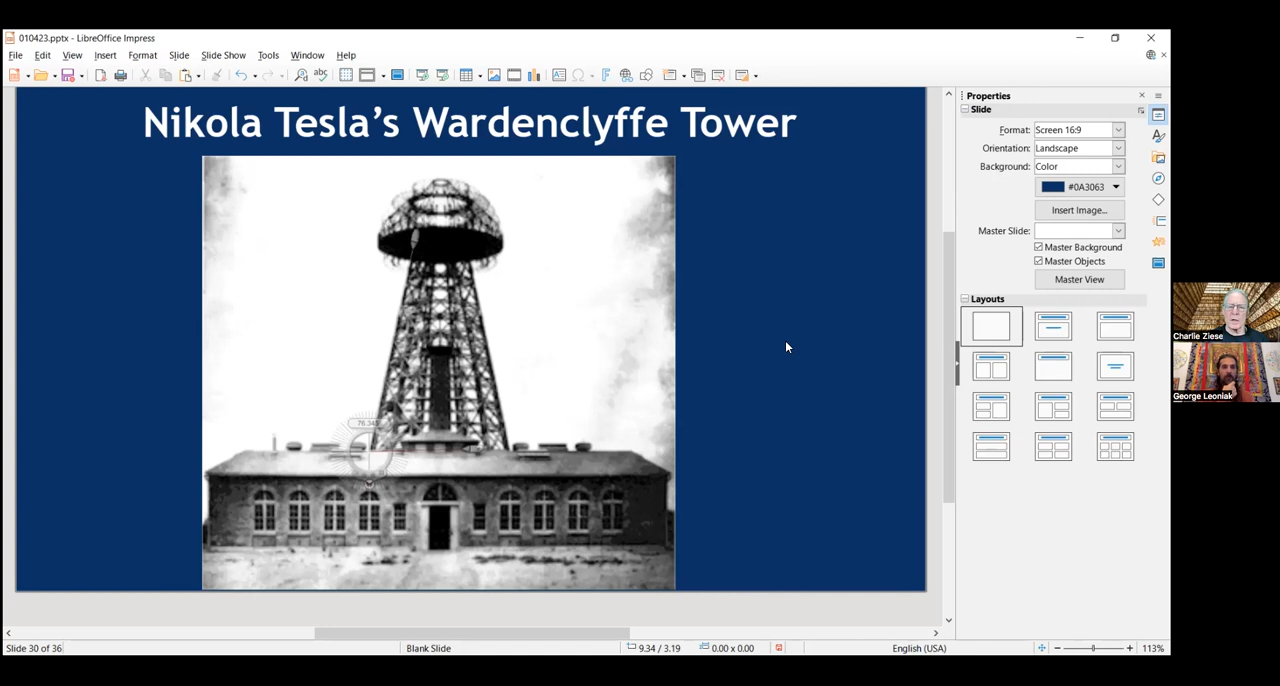 010423.pptx - LibreOffice Impress
File Edit View Insert Format Slide Slide Show Tools Window Help
Nikola Tesla's Wardenclyffe Tower
Properties
Slide
Format: Screen 16:9
Orientation: Landscape
Background: Color
#0A3063
Insert Image...
Master Slide:
Master Background
Master Objects
Master View
Layouts
Charlie Ziese
George Leoniak
Slide 30 of 36
Blank Slide
9.34 / 3.19
0.00 x 0.00
English (USA)
113%